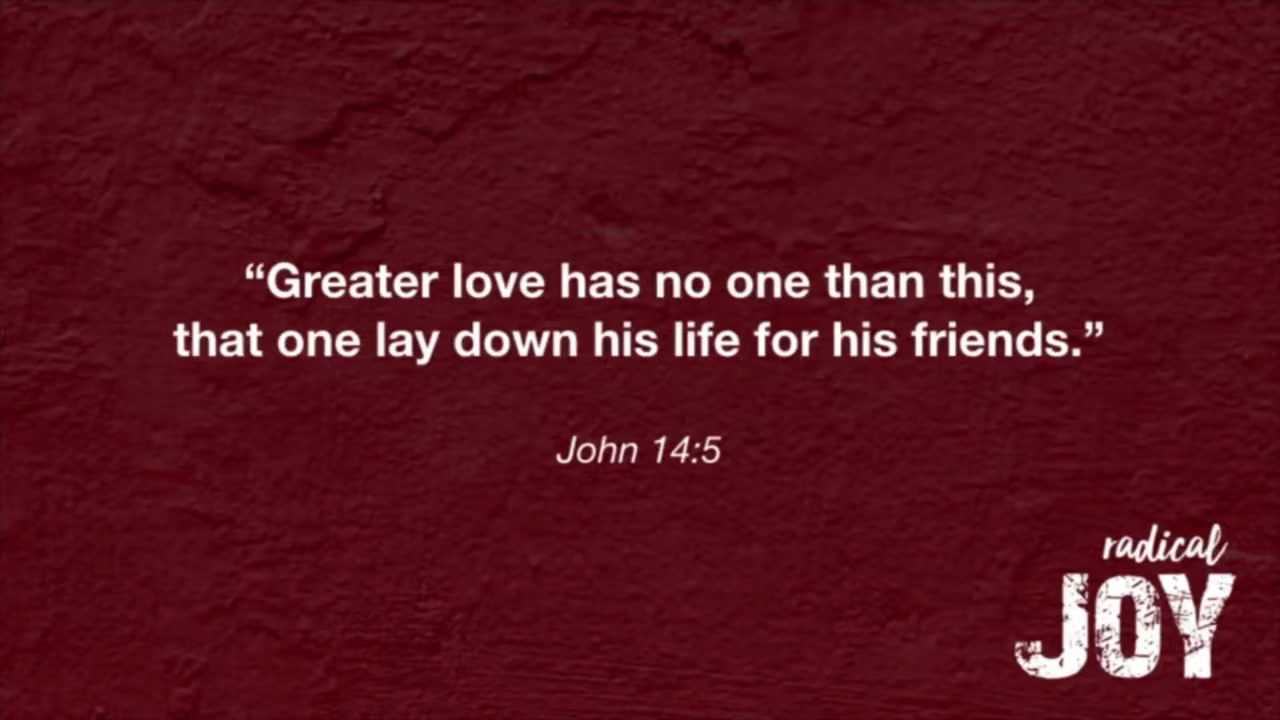 “Greater love has no one than this,
that one lay down his life for his friends.”
John 14:5
radical
JOY